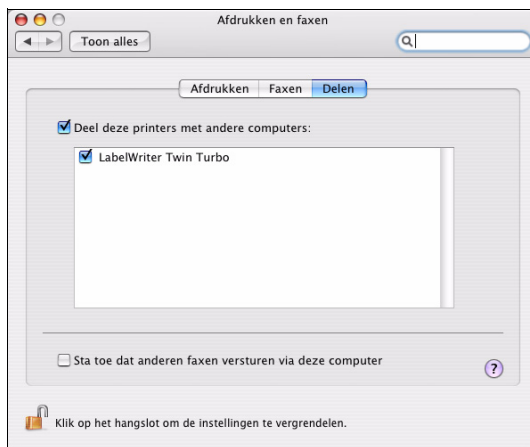 Afdrukken en faxen
Toon alles
Afdrukken Faxen Delen
Deel deze printers met andere computers:
LabelWriter Twin Turbo
Sta toe dat anderen faxen versturen via deze computer
?
Klik op het hangslot om de instellingen te vergrendelen.